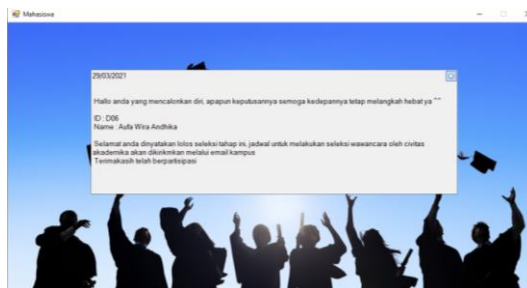 Mahasiswa
29/03/2021
Hallo anda yang mencalonkan diri, apapun keputusannya semoga kedepannya tetap melangkah hebat ya ^^
ID : D06
Name : Aufa Wira Andhika
Selamat anda dinyatakan lolos seleksi tahap ini, jadwal untuk melakukan seleksi wawancara oleh civitas
akademika akan dikirikmkan melalui email kampus
Terimakasih telah berpartisipasi